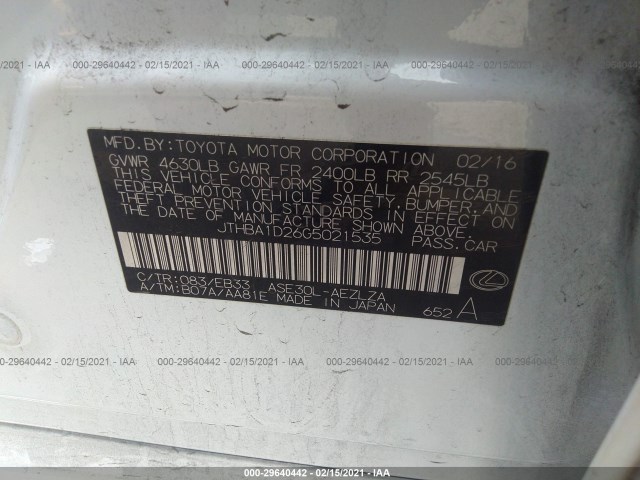 000-29640442 - 02/15/2021 - IAA
MFD.BY:TOYOTA MOTOR CORPORATION 02/16
GVWR 4630LB GAWR FR 2400LB RR 2545LB
THIS VEHICLE CONFORMS TO ALL APPLICABLE
FEDERAL MOTOR VEHICLE SAFETY,BUMPER,AND
THEFT PREVENTION STANDARDS IN EFFECT ON
THE DATE OF MANUFACTURE SHOWN ABOVE.
JTHBA1D26G5021535 PASS.CAR
C/TR:083/EB33 ASE30L-AEZLZA
A/TM:B07A/AA81E MADE IN JAPAN
652 A
000-29640442 - 02/15/2021 - IAA